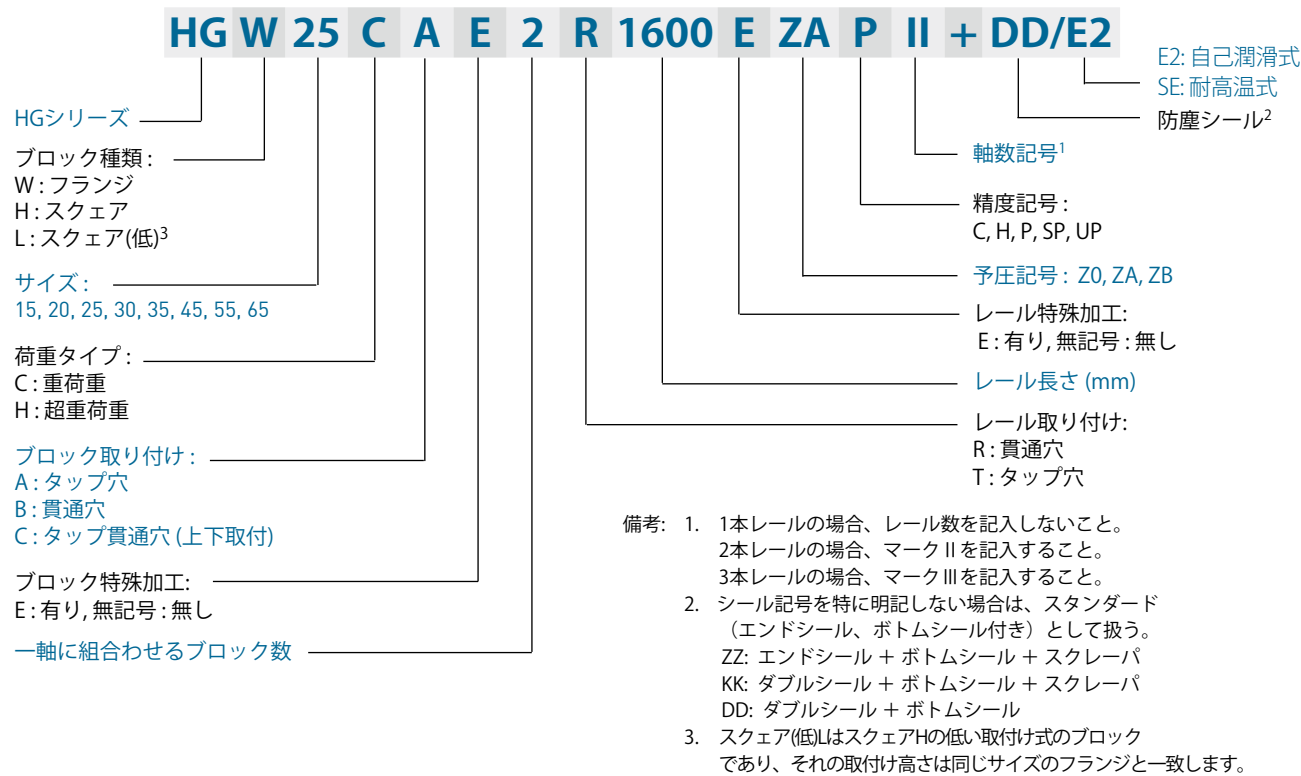 HG W 25 C A E 2 R 1600 E ZA P II + DD/E2
HGシリーズ
ブロック種類 :
W : フランジ
H : スクェア
L : スクェア(低)3
サイズ :
15, 20, 25, 30, 35, 45, 55, 65
荷重タイプ :
C : 重荷重
H : 超重荷重
ブロック取り付け :
A : タップ穴
B : 貫通穴
C : タップ貫通穴 (上下取付)
ブロック特殊加工:
E : 有り, 無記号 : 無し
一軸に組合わせるブロック数
E2: 自己潤滑式
SE: 耐高温式
防塵シール2
軸数記号1
精度記号 :
C, H, P, SP, UP
予圧記号 : Z0, ZA, ZB
レール特殊加工:
E : 有り, 無記号 : 無し
レール長さ (mm)
レール取り付け:
R : 貫通穴
T : タップ穴
備考: 1. 1本レールの場合、レール数を記入しないこと。
2本レールの場合、マークⅡを記入すること。
3本レールの場合、マークⅢを記入すること。
2. シール記号を特に明記しない場合は、スタンダード
（エンドシール、ボトムシール付き）として扱う。
ZZ: エンドシール ＋ ボトムシール ＋ スクレーパ
KK: ダブルシール ＋ ボトムシール ＋ スクレーパ
DD: ダブルシール ＋ ボトムシール
3. スクェア(低)LはスクェアHの低い取付け式のブロック
であり、それの取付け高さは同じサイズのフランジと一致します。